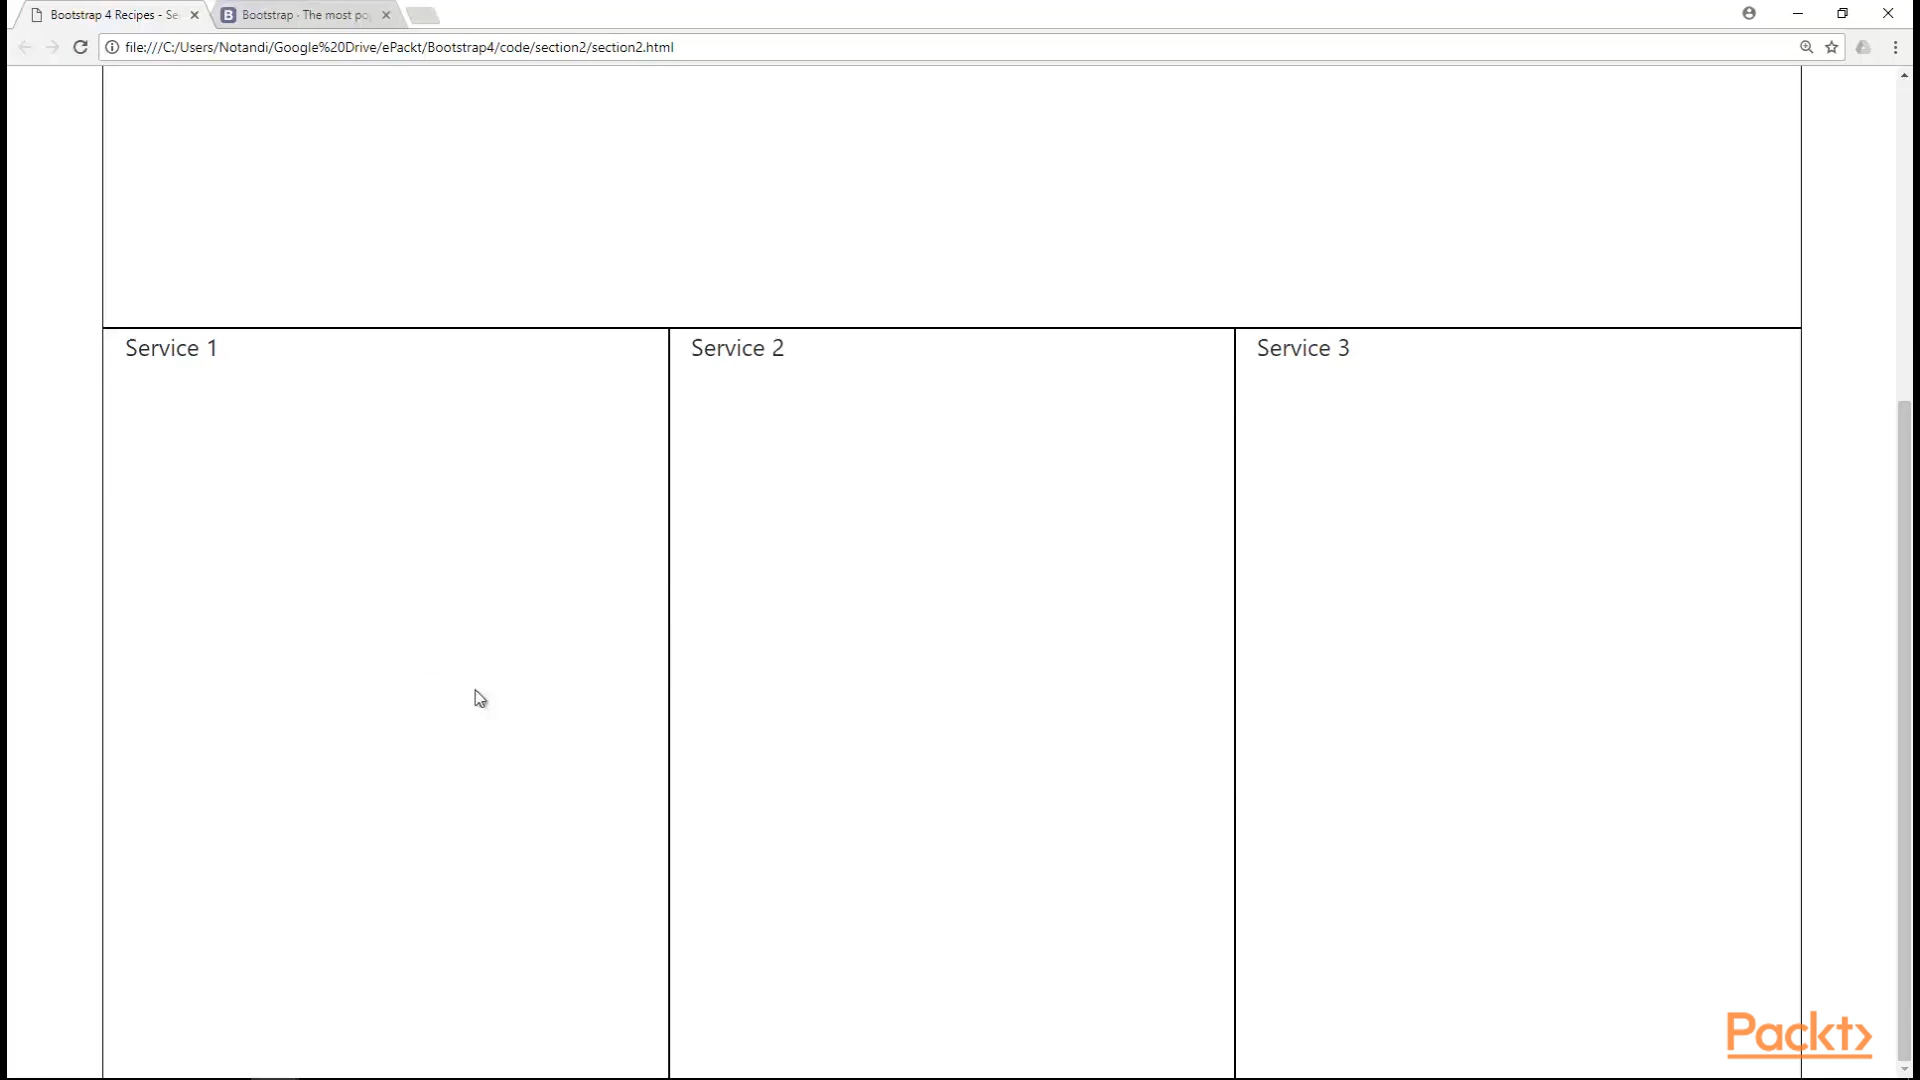 Bootstrap 4 Recipes - Se
Bootstrap · The most po
file:///C:/Users/Notandi/Google%20Drive/ePackt/Bootstrap4/code/section2/section2.html
Service 1
Service 2
Service 3
Packt>